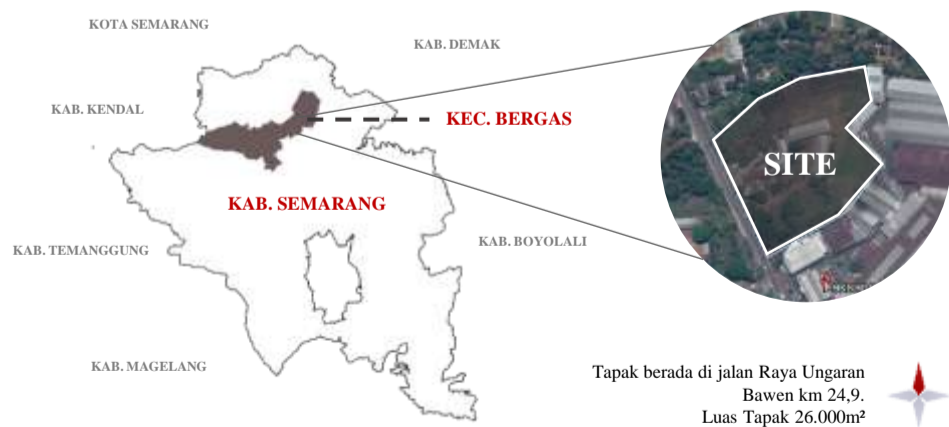 KOTA SEMARANG
KAB. DEMAK
KAB. KENDAL
KEC. BERGAS
SITE
KAB. SEMARANG
KAB. BOYOLALI
KAB. TEMANGGUNG
KAB. MAGELANG
Tapak berada di jalan Raya Ungaran
Bawen km 24,9.
Luas Tapak 26.000m²